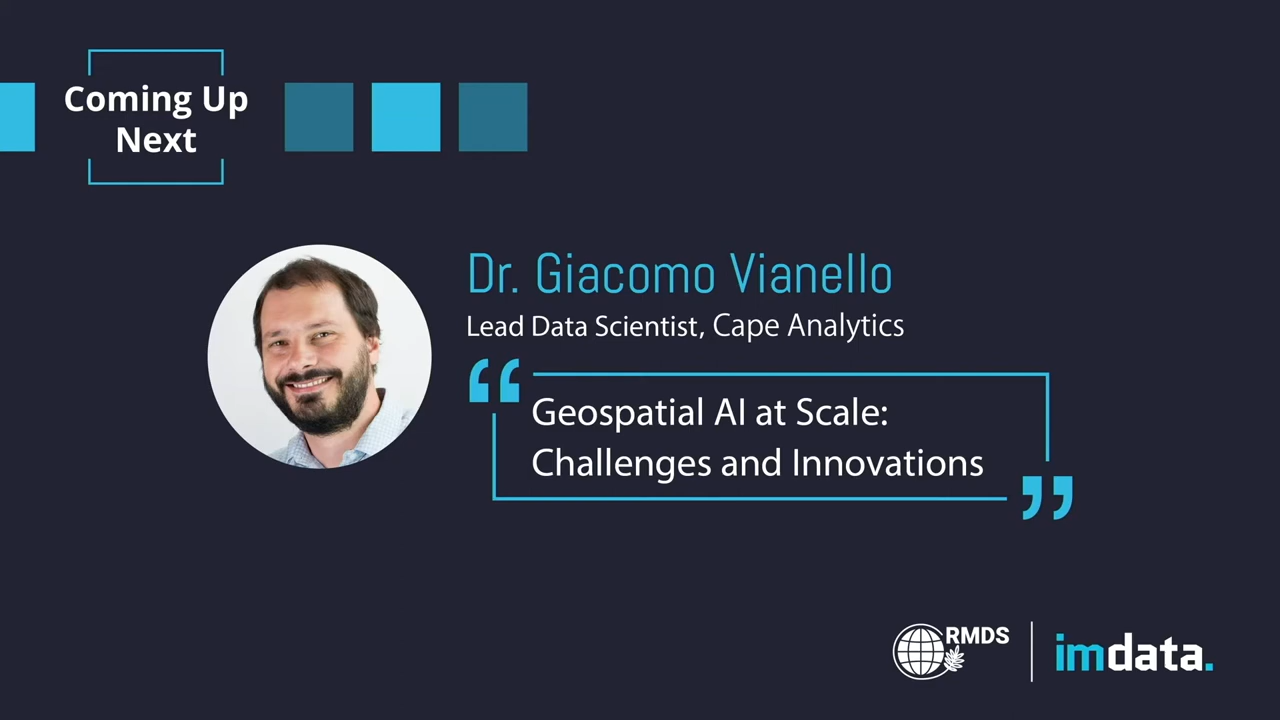 Coming Up
Next
Dr. Giacomo Vianello
Lead Data Scientist, Cape Analytics
“
Geospatial AI at Scale:
Challenges and Innovations
”
RMDS
imdata.